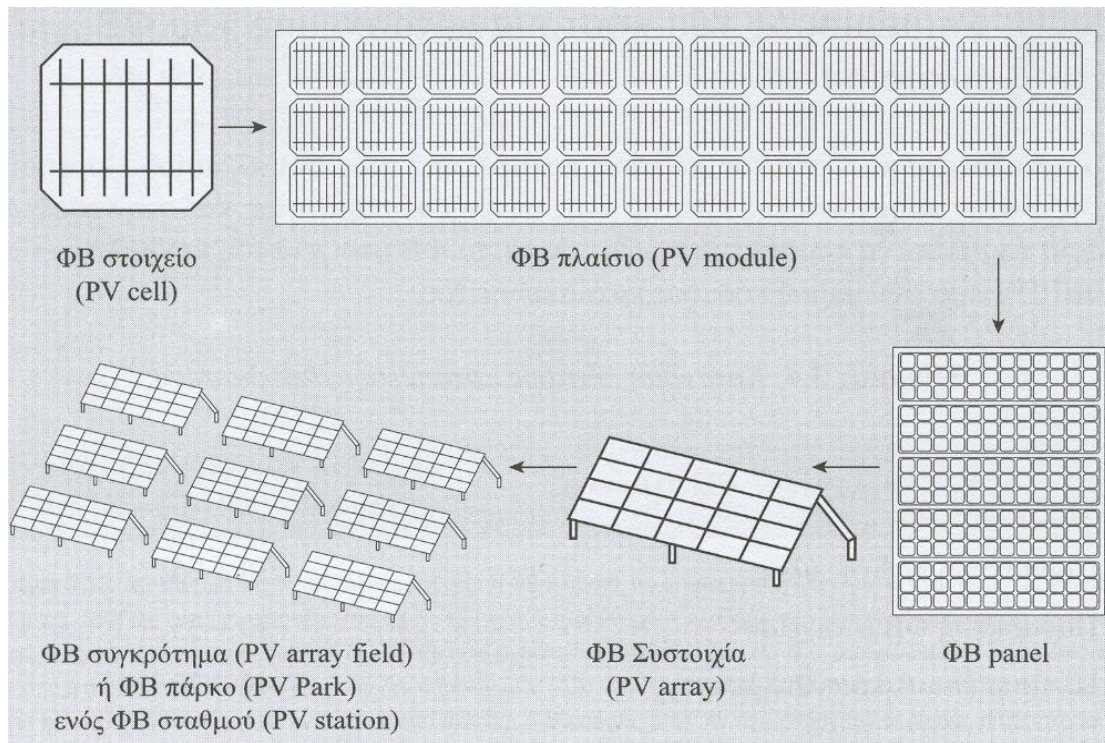 ΦΒ στοιχείο
(PV cell)
ΦΒ πλαίσιο (PV module)
ΦΒ συγκρότημα (PV array field)
ή ΦΒ πάρκο (PV Park)
ενός ΦΒ σταθμού (PV station)
ΦΒ Συστοιχία
(PV array)
ΦΒ panel